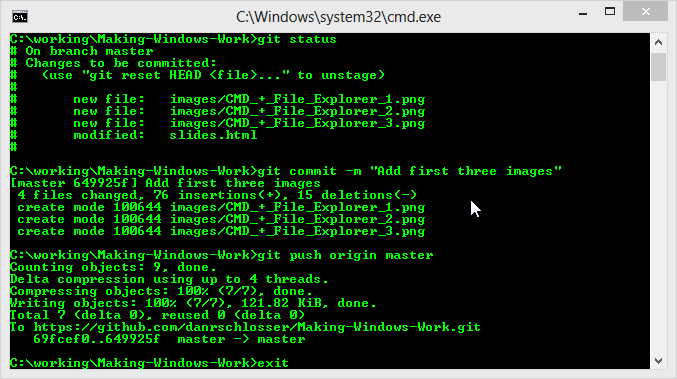 C:\Windows\system32\cmd.exe
C:\working\Making-Windows-Work>git status
# On branch master
# Changes to be committed:
#   (use "git reset HEAD <file>..." to unstage)
#
#       new file:   images/CMD_+_File_Explorer_1.png
#       new file:   images/CMD_+_File_Explorer_2.png
#       new file:   images/CMD_+_File_Explorer_3.png
#       modified:   slides.html
#
C:\working\Making-Windows-Work>git commit -m "Add first three images"
[master 649925f] Add first three images
 4 files changed, 76 insertions(+), 15 deletions(-)
 create mode 100644 images/CMD_+_File_Explorer_1.png
 create mode 100644 images/CMD_+_File_Explorer_2.png
 create mode 100644 images/CMD_+_File_Explorer_3.png
C:\working\Making-Windows-Work>git push origin master
Counting objects: 9, done.
Delta compression using up to 4 threads.
Compressing objects: 100% (7/7), done.
Writing objects: 100% (7/7), 121.82 KiB, done.
Total 7 (delta 0), reused 0 (delta 0)
To https://github.com/danrschlosser/Making-Windows-Work.git
   69fcef0..649925f  master -> master
C:\working\Making-Windows-Work>exit